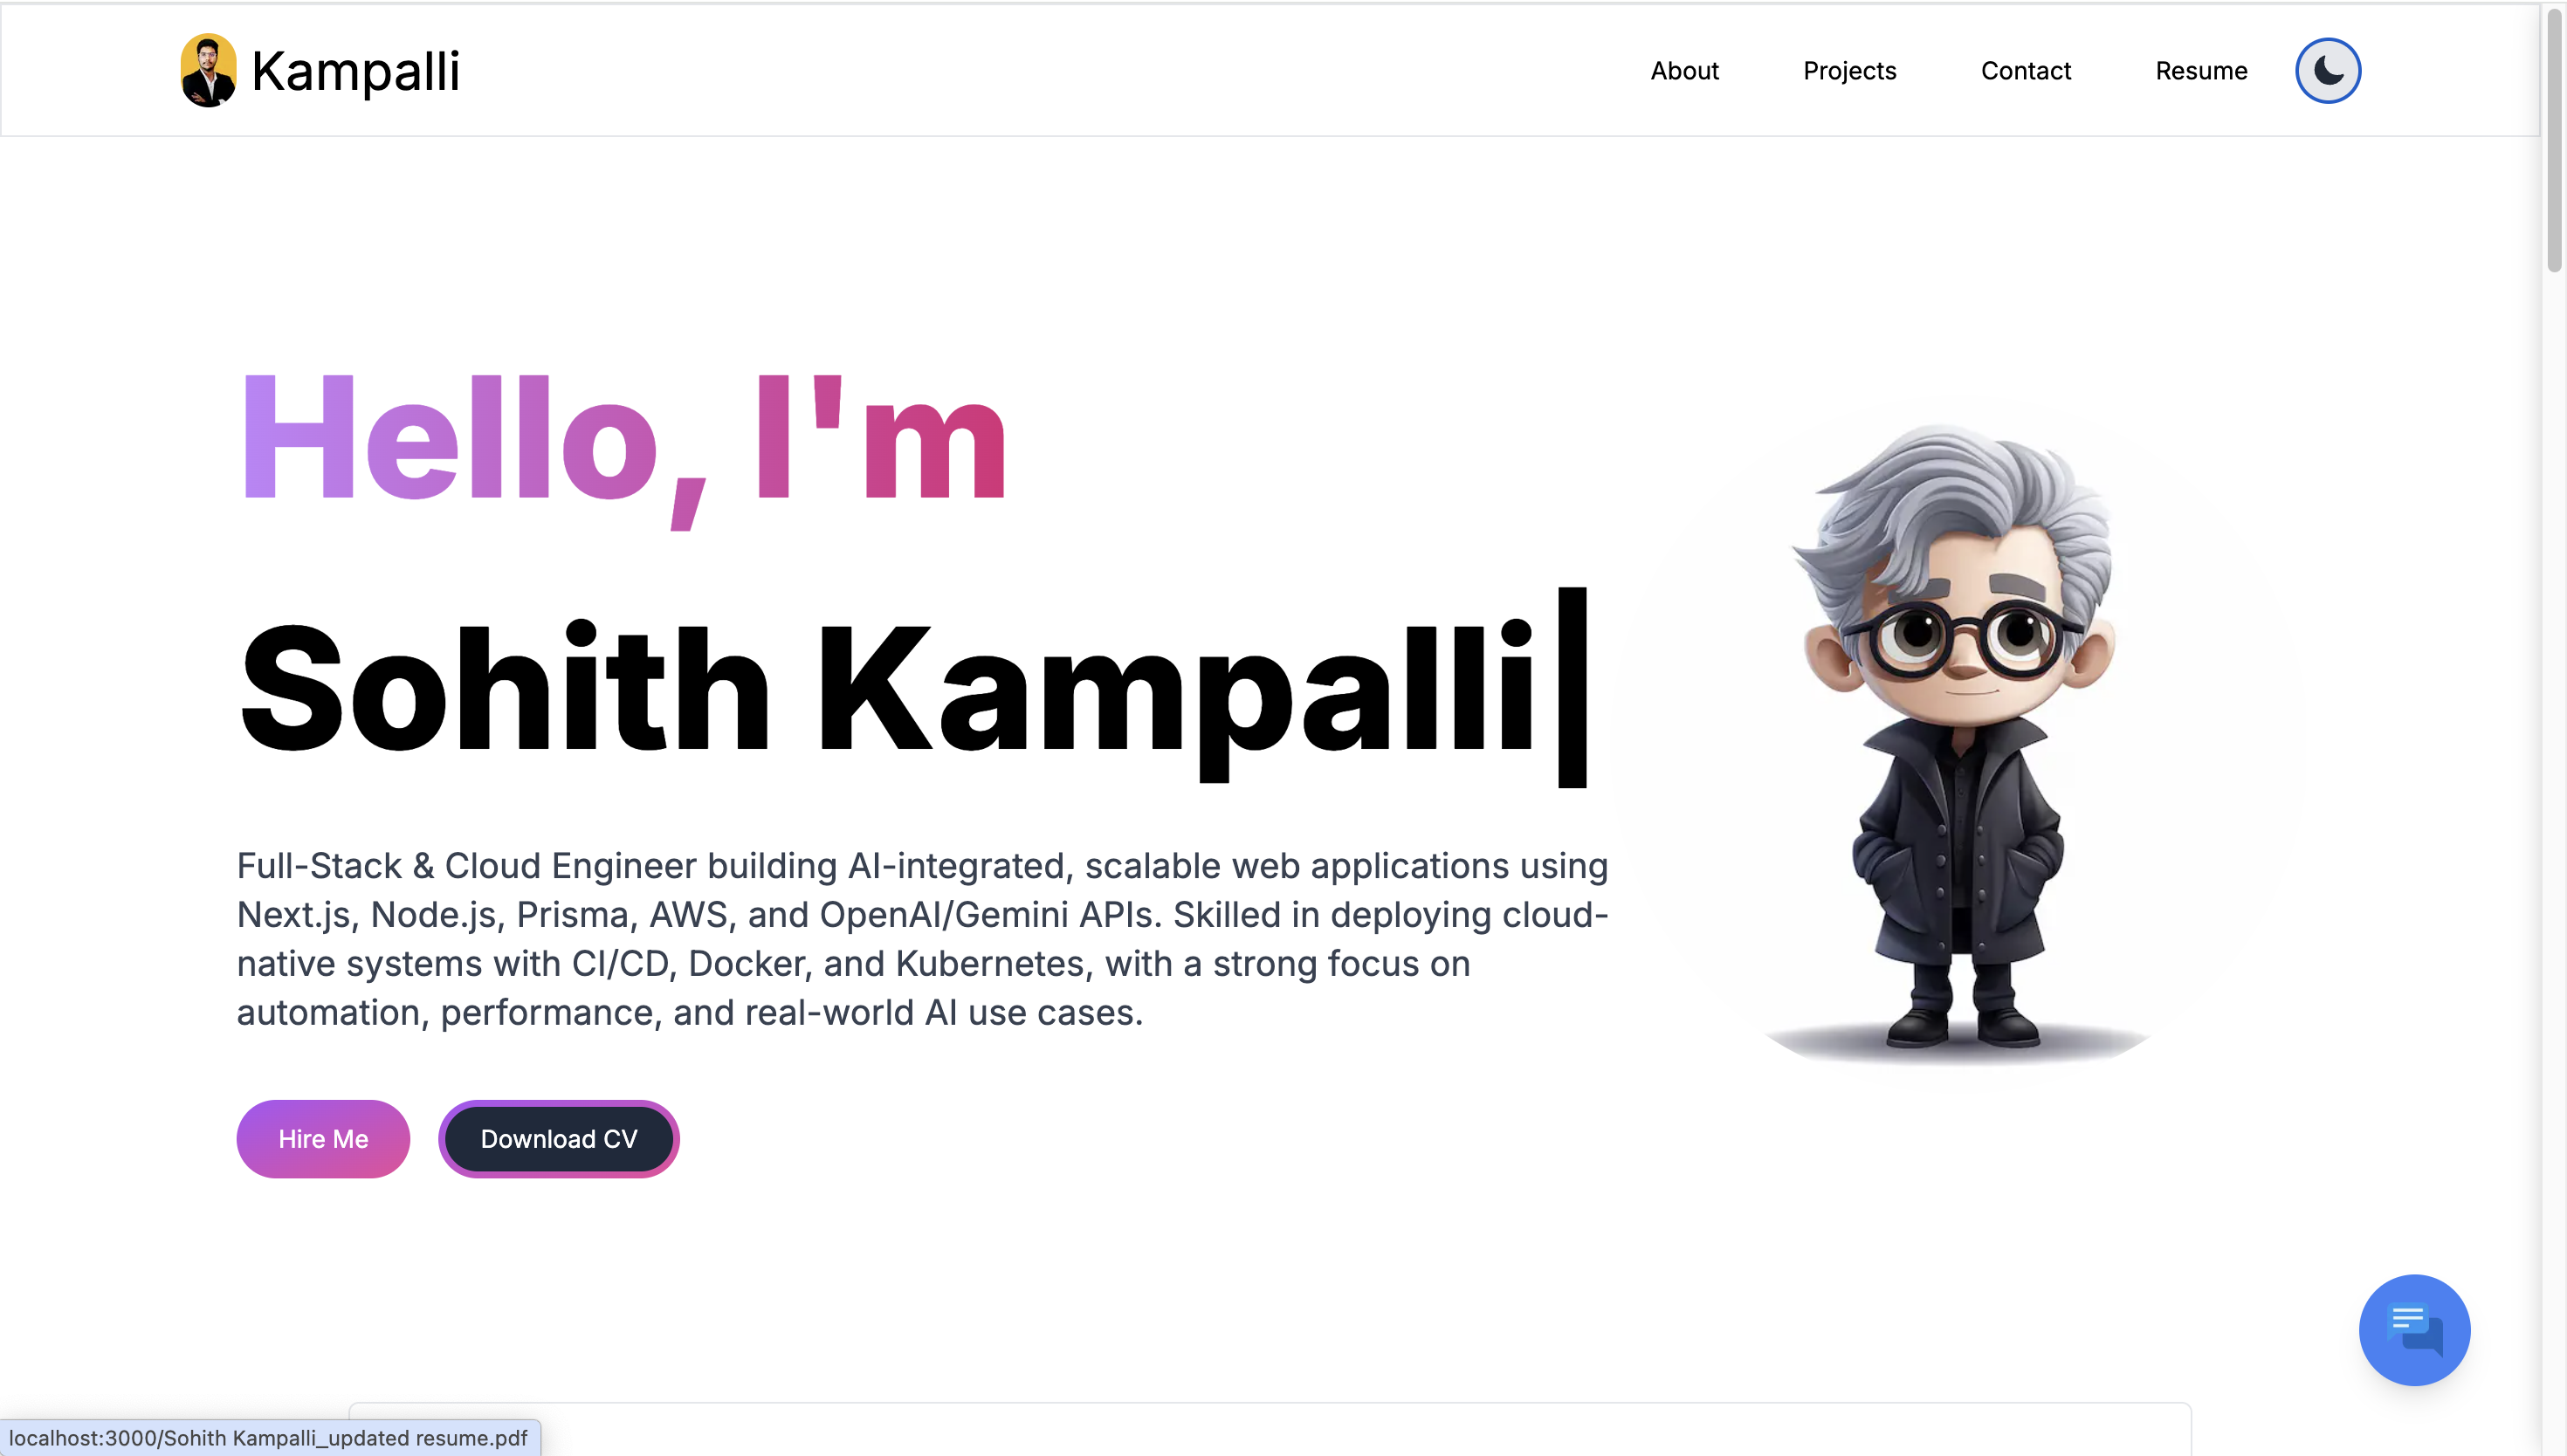 Kampalli
About Projects Contact Resume
Hello, I'm
Sohith Kampalli|
Full-Stack & Cloud Engineer building AI-integrated, scalable web applications using
Next.js, Node.js, Prisma, AWS, and OpenAI/Gemini APIs. Skilled in deploying cloud-
native systems with CI/CD, Docker, and Kubernetes, with a strong focus on
automation, performance, and real-world AI use cases.
Hire Me Download CV
localhost:3000/Sohith Kampalli_updated resume.pdf